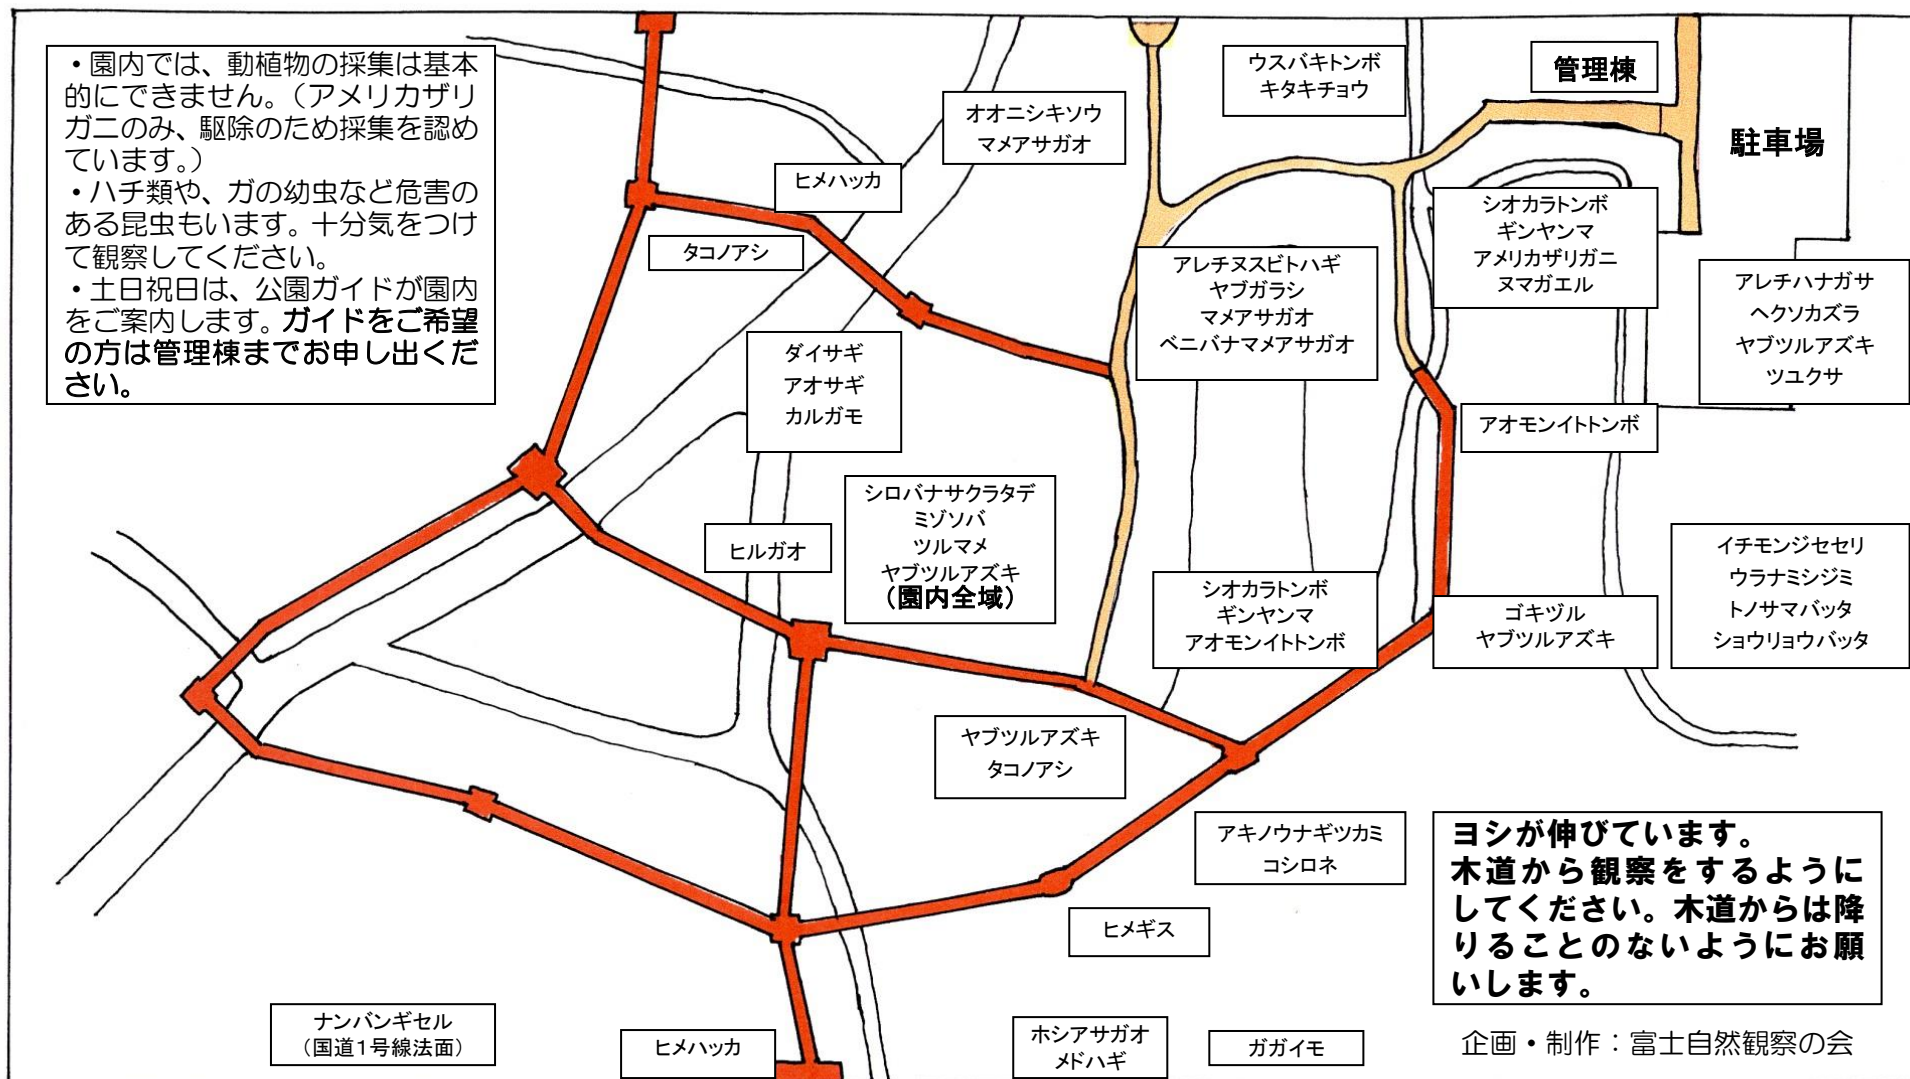 ・園内では、動植物の採集は基本
的にできません。（アメリカザリ
ガニのみ、駆除のため採集を認め
ています。）
・ハチ類や、ガの幼虫など危害の
ある昆虫もいます。十分気をつけ
て観察してください。
・土日祝日は、公園ガイドが園内
をご案内します。ガイドをご希望
の方は管理棟までお申し出くだ
さい。
ウスバキトンボ
キタキチョウ
管理棟
駐車場
オオニシキソウ
マメアサガオ
ヒメハッカ
タコノアシ
シオカラトンボ
ギンヤンマ
アメリカザリガニ
ヌマガエル
アレチヌスビトハギ
ヤブガラシ
マメアサガオ
ベニバナマメアサガオ
アレチハナガサ
ヘクソカズラ
ヤブツルアズキ
ツユクサ
ダイサギ
アオサギ
カルガモ
アオモンイトトンボ
シロバナサクラタデ
ミゾソバ
ツルマメ
ヤブツルアズキ
（園内全域）
ヒルガオ
イチモンジセセリ
ウラナミシジミ
トノサマバッタ
ショウリョウバッタ
シオカラトンボ
ギンヤンマ
アオモンイトトンボ
ゴキヅル
ヤブツルアズキ
ヤブツルアズキ
タコノアシ
アキノウナギツカミ
コシロネ
ヨシが伸びています。
木道から観察をするように
してください。木道からは降
りることのないようにお願
いします。
ヒメギス
ナンバンギセル
（国道1号線法面）
ヒメハッカ
ホシアサガオ
メドハギ
ガガイモ
企画・制作：富士自然観察の会